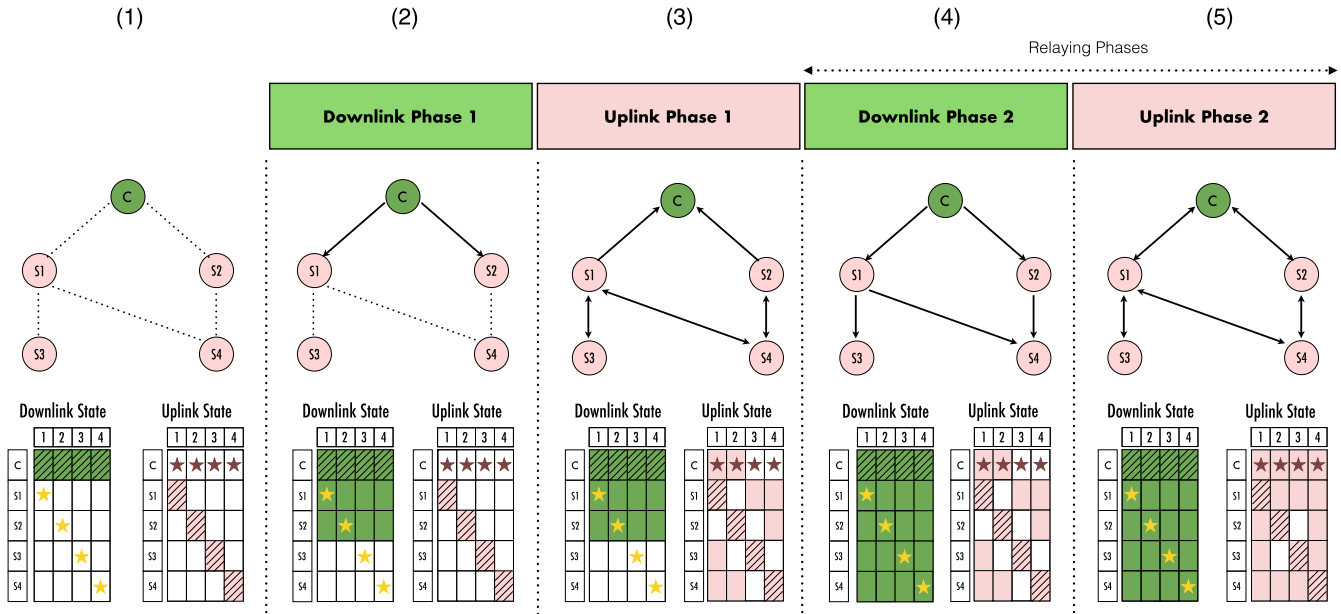 (1) (2) (3) (4) (5)
Relaying Phases
Downlink Phase 1 Uplink Phase 1 Downlink Phase 2 Uplink Phase 2
C C C C C
S1 S2 S1 S2 S1 S2 S1 S2 S1 S2
S3 S4 S3 S4 S3 S4 S3 S4 S3 S4
Downlink State Uplink State Downlink State Uplink State Downlink State Uplink State Downlink State Uplink State Downlink State Uplink State
1 2 3 4 1 2 3 4 1 2 3 4 1 2 3 4 1 2 3 4 1 2 3 4 1 2 3 4 1 2 3 4 1 2 3 4 1 2 3 4
C C C C C C C C C C
S1 S1 S1 S1 S1 S1 S1 S1 S1 S1
S2 S2 S2 S2 S2 S2 S2 S2 S2 S2
S3 S3 S3 S3 S3 S3 S3 S3 S3 S3
S4 S4 S4 S4 S4 S4 S4 S4 S4 S4